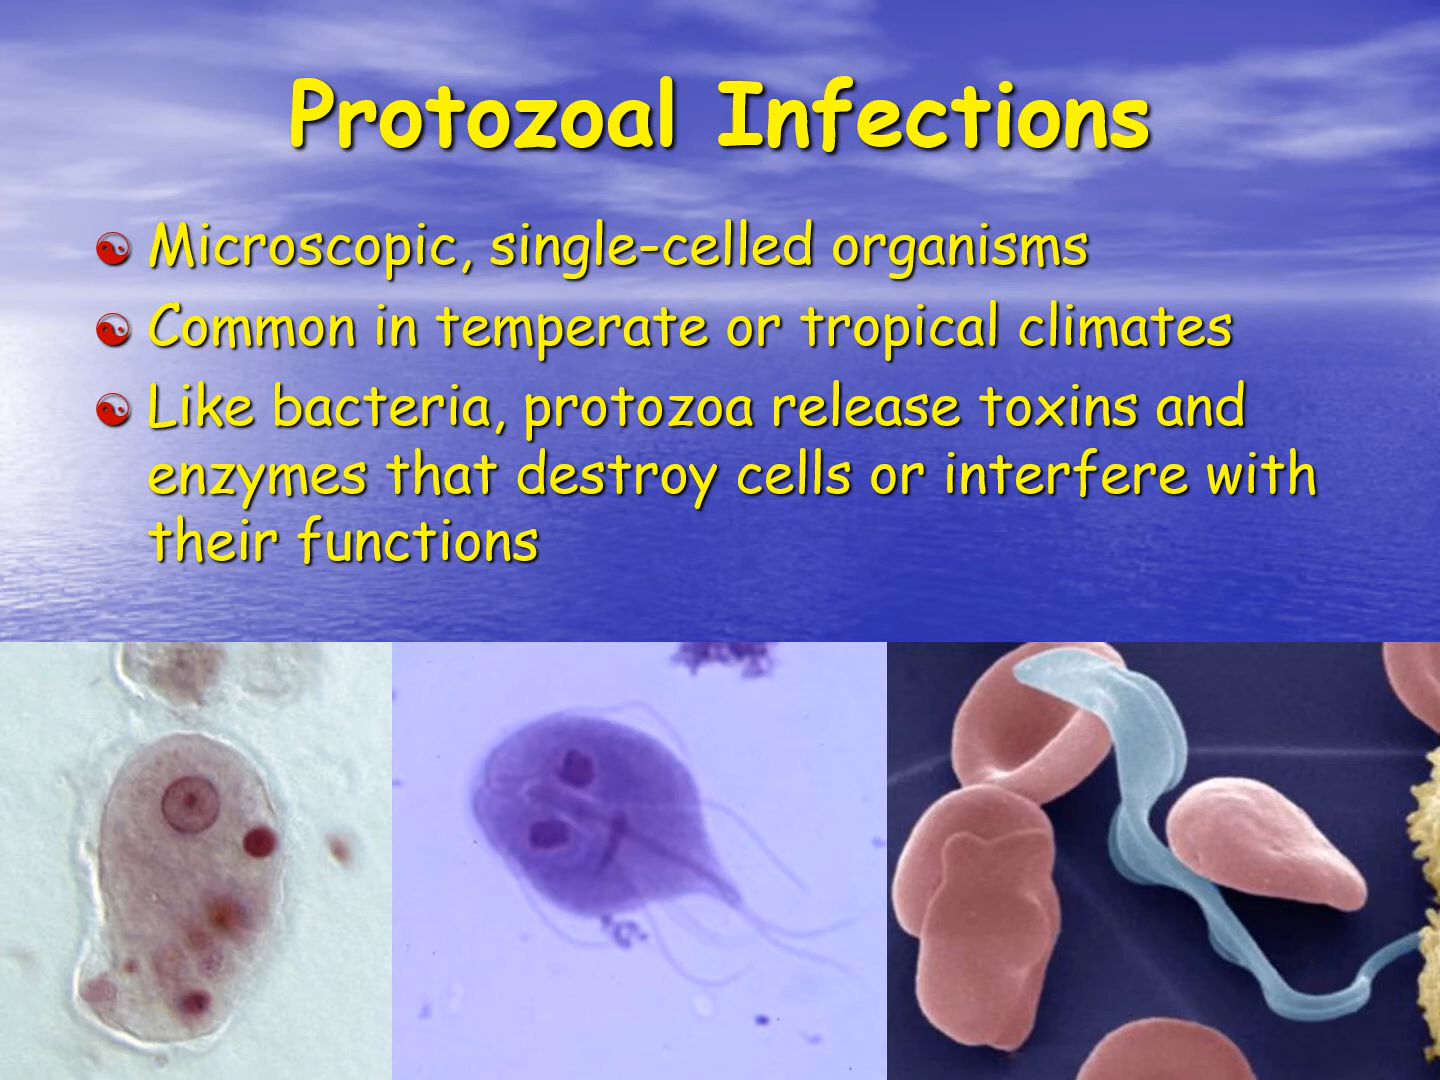 Protozoal Infections
Microscopic, single-celled organisms
Common in temperate or tropical climates
Like bacteria, protozoa release toxins and
enzymes that destroy cells or interfere with
their functions